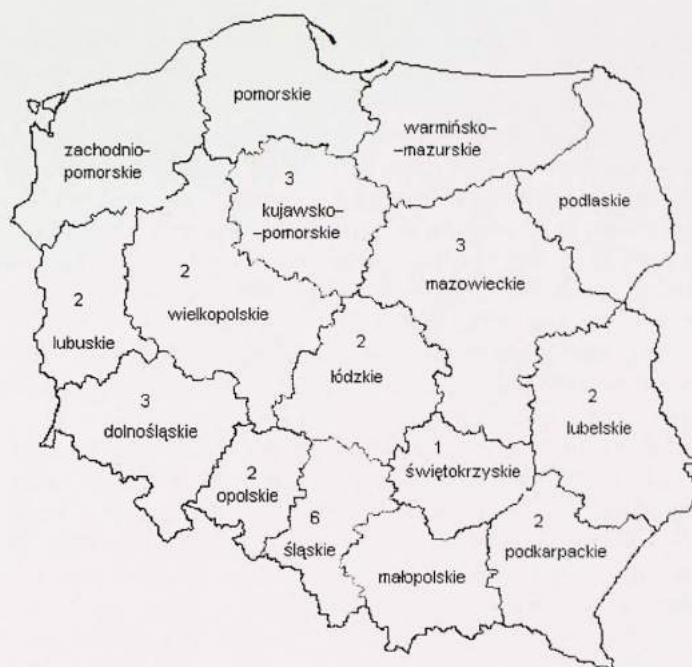 pomorskie
warmińsko-
-mazurskie
zachodnio-
pomorskie
3
kujawsko-
-pomorskie
podlaskie
3
mazowieckie
2
wielkopolskie
2
lubuskie
2
łódzkie
2
lubelskie
3
dolnośląskie
1
świętokrzyskie
2
opolskie
6
śląskie
2
podkarpackie
małopolskie